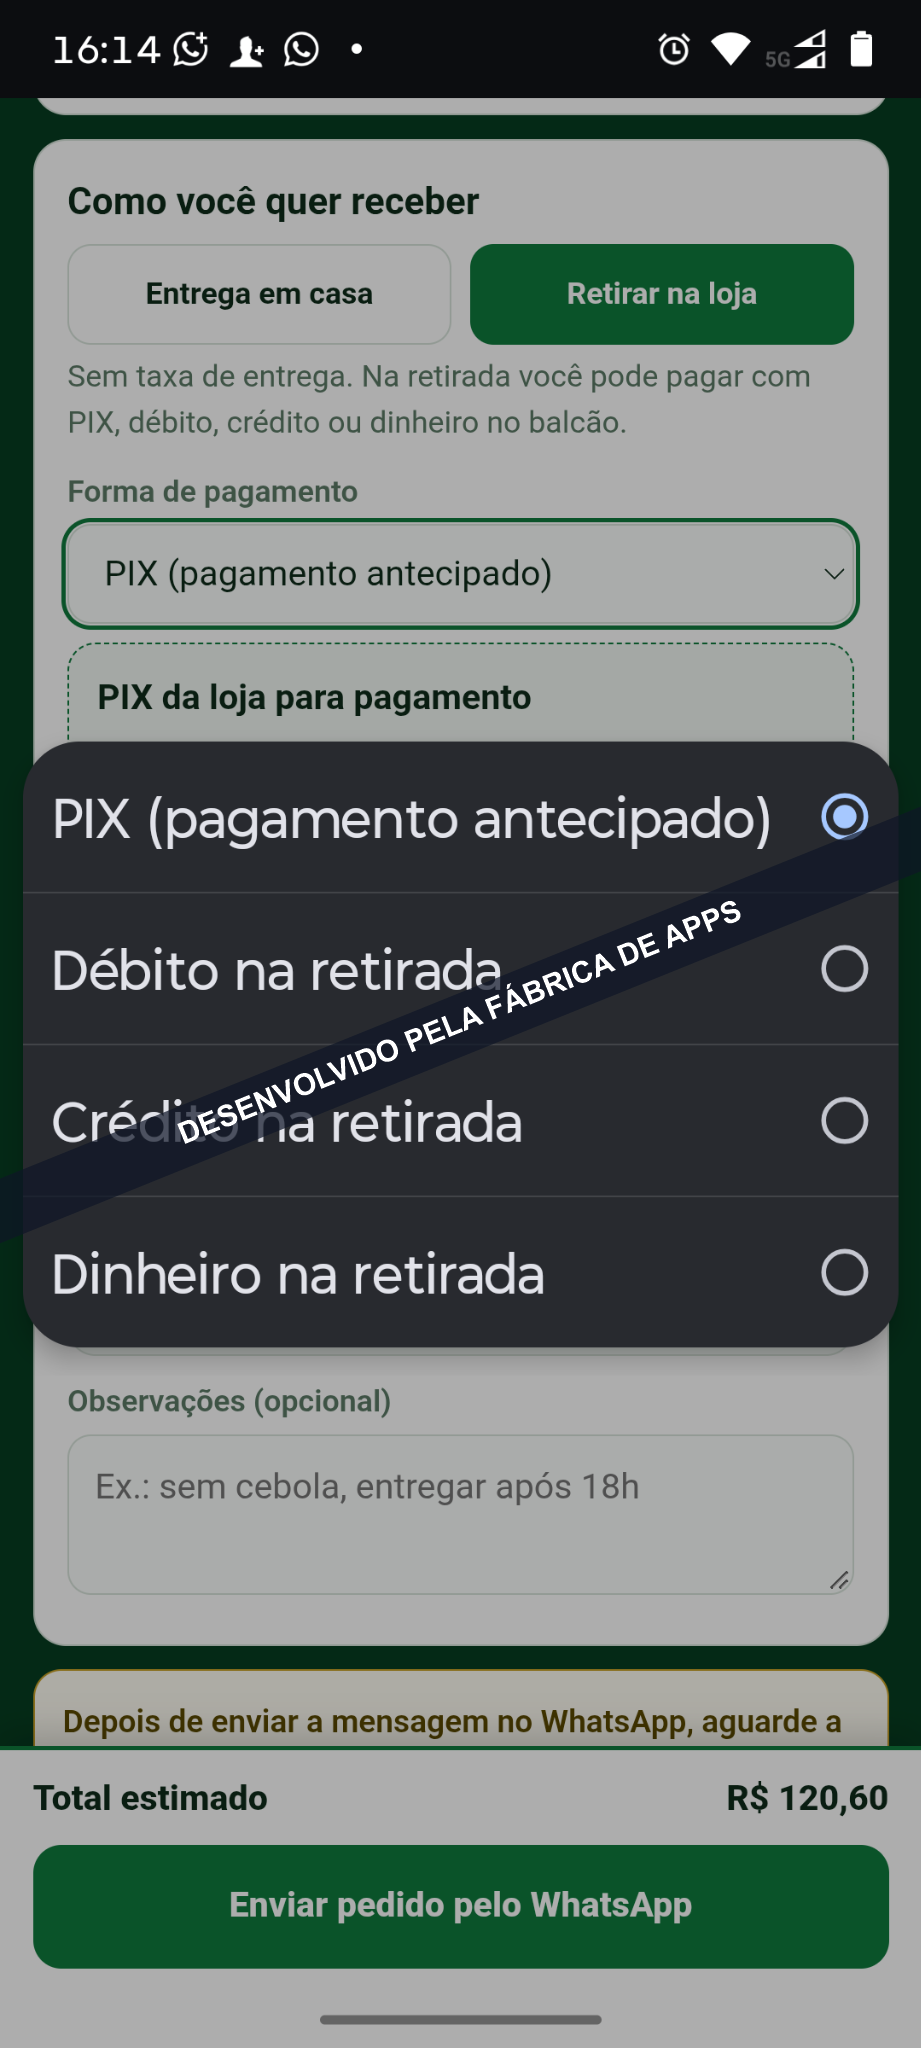 16:14
5G
Como você quer receber
Entrega em casa
Retirar na loja
Sem taxa de entrega. Na retirada você pode pagar com
PIX, débito, crédito ou dinheiro no balcão.
Forma de pagamento
PIX (pagamento antecipado)
PIX da loja para pagamento
PIX (pagamento antecipado)
Débito na retirada
DESENVOLVIDO PELA FÁBRICA DE APPS
Crédito na retirada
Dinheiro na retirada
Observações (opcional)
Ex.: sem cebola, entregar após 18h
Depois de enviar a mensagem no WhatsApp, aguarde a
Total estimado
R$ 120,60
Enviar pedido pelo WhatsApp